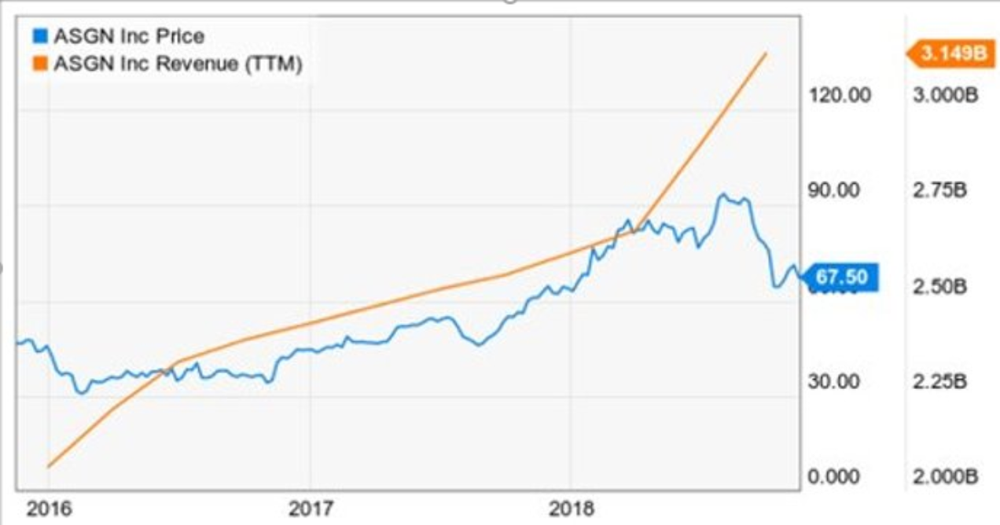 ASGN Inc Price
ASGN Inc Revenue (TTM)
3.149B
120.00 3.000B
90.00 2.75B
67.50
2.50B
30.00 2.25B
0.000 2.000B
2016 2017 2018